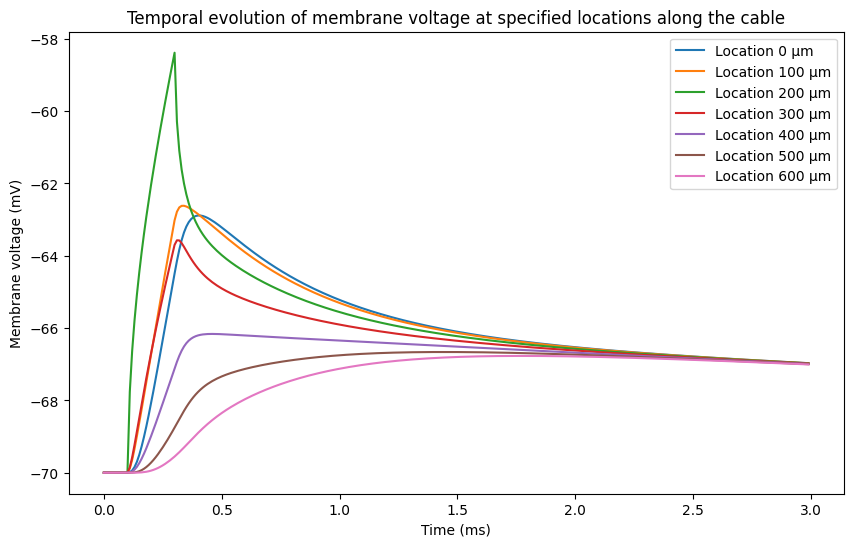 Temporal evolution of membrane voltage at specified locations along the cable
−58
−60
−62
−64
−66
−68
−70
Membrane voltage (mV)
Location 0 μm
Location 100 μm
Location 200 μm
Location 300 μm
Location 400 μm
Location 500 μm
Location 600 μm
0.0
0.5
1.0
1.5
2.0
2.5
3.0
Time (ms)